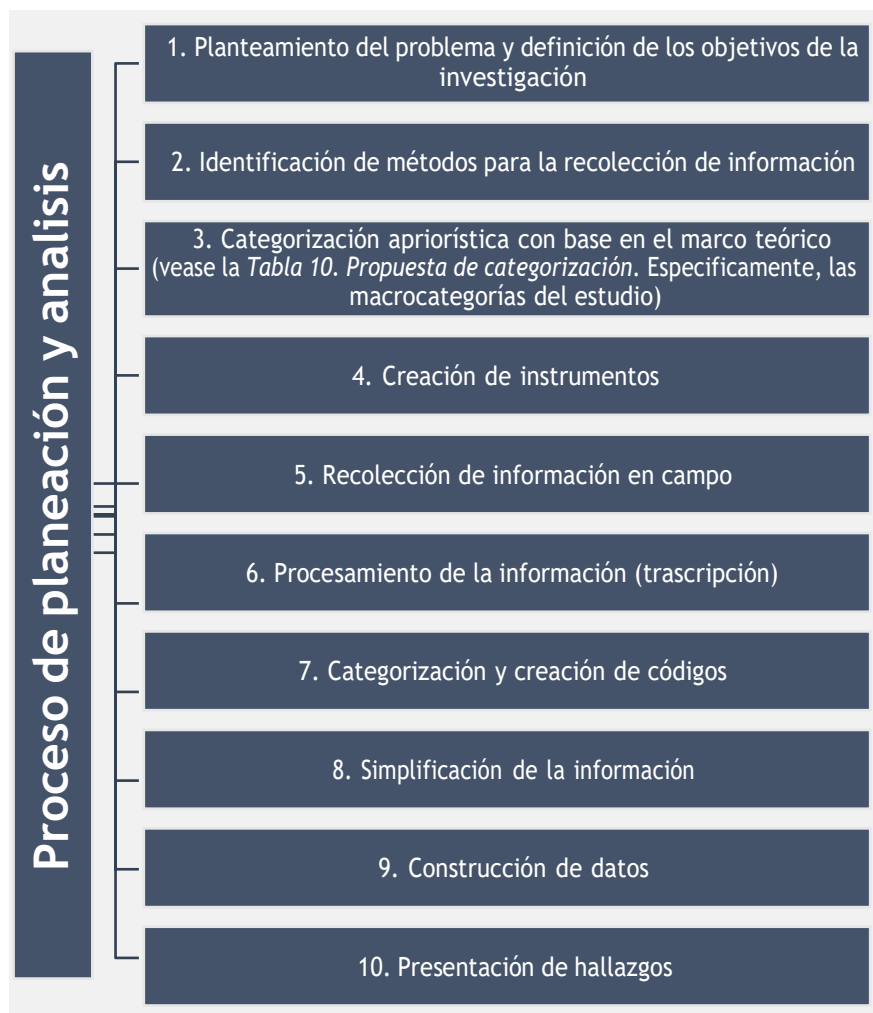 Proceso de planeación y analisis
1. Planteamiento del problema y definición de los objetivos de la
investigación
2. Identificación de métodos para la recolección de información
3. Categorización apriorística con base en el marco teórico
(vease la Tabla 10. Propuesta de categorización. Especificamente, las
macrocategorías del estudio)
4. Creación de instrumentos
5. Recolección de información en campo
6. Procesamiento de la información (trascripción)
7. Categorización y creación de códigos
8. Simplificación de la información
9. Construcción de datos
10. Presentación de hallazgos